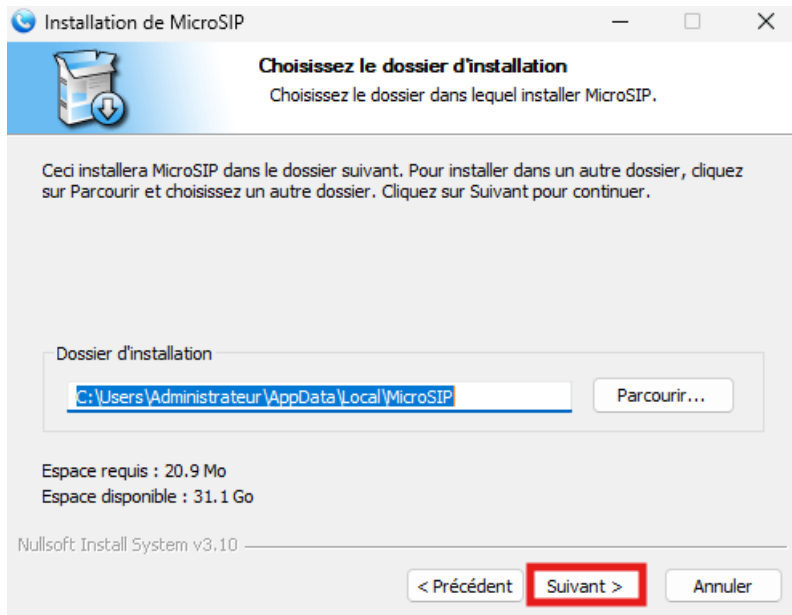 Installation de MicroSIP
Choisissez le dossier d'installation
Choisissez le dossier dans lequel installer MicroSIP.
Ceci installera MicroSIP dans le dossier suivant. Pour installer dans un autre dossier, cliquez
sur Parcourir et choisissez un autre dossier. Cliquez sur Suivant pour continuer.
Dossier d'installation
C:\Users\Administrateur\AppData\Local\MicroSIP
Parcourir...
Espace requis : 20.9 Mo
Espace disponible : 31.1 Go
Nullsoft Install System v3.10
< Précédent
Suivant >
Annuler